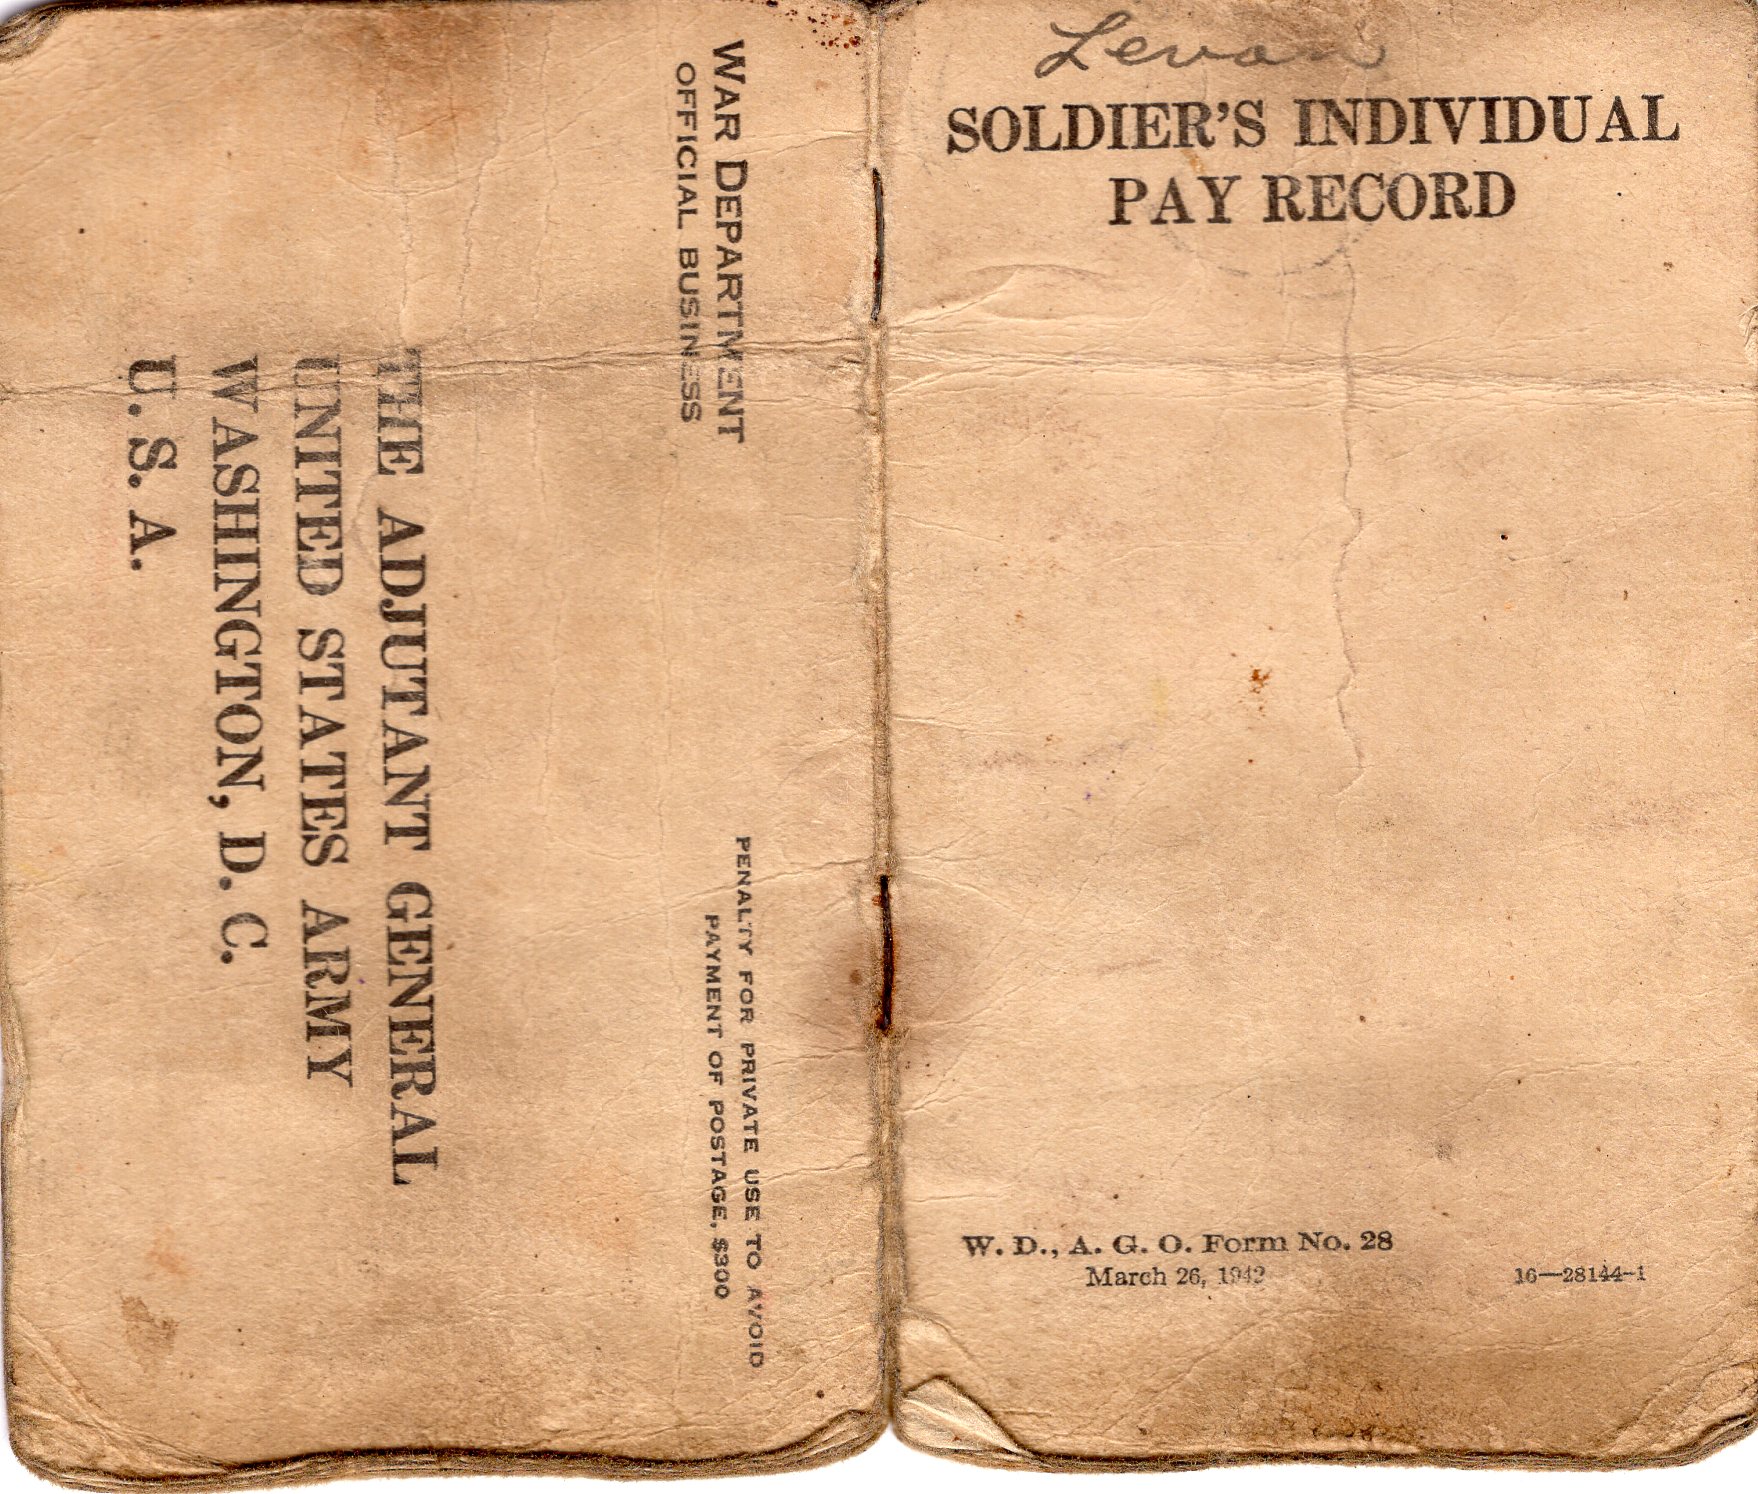 WAR DEPARTMENT
OFFICIAL BUSINESS
PENALTY FOR PRIVATE USE TO AVOID
PAYMENT OF POSTAGE, $300
THE ADJUTANT GENERAL
UNITED STATES ARMY
WASHINGTON, D. C.
U. S. A.
Levan
SOLDIER'S INDIVIDUAL
PAY RECORD
W. D., A. G. O. Form No. 28
March 26, 1942
16—28144-1